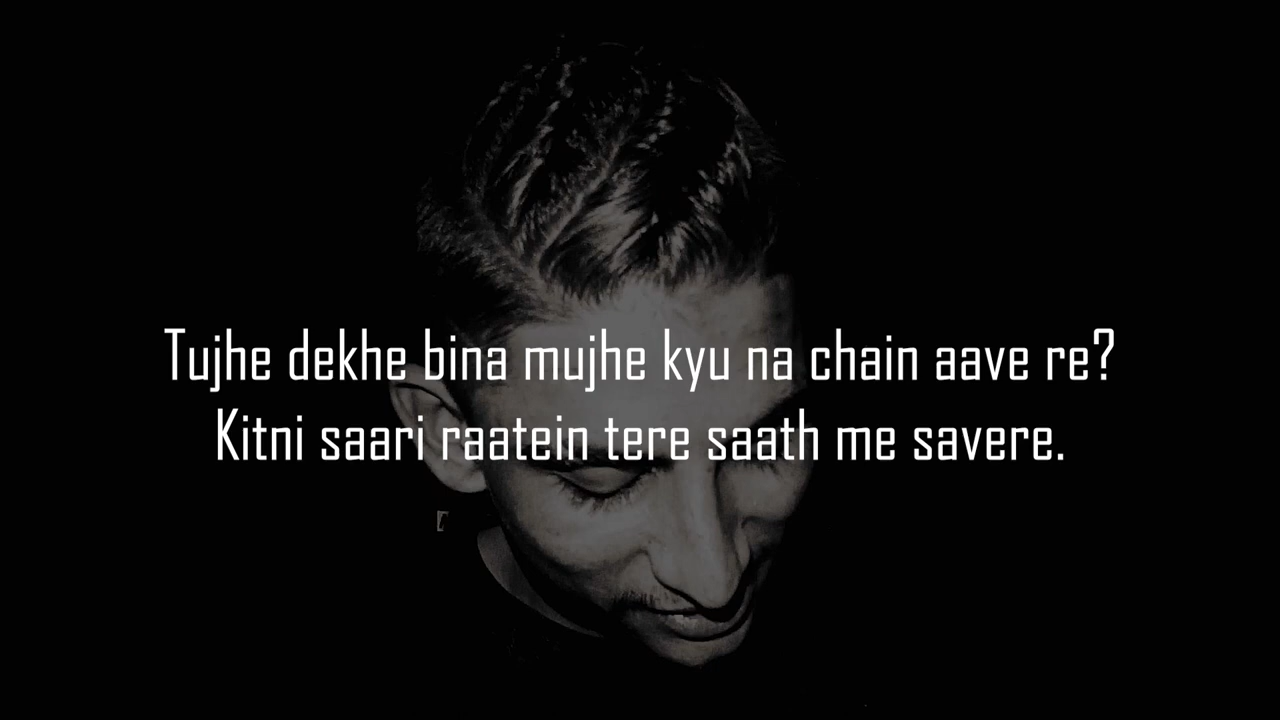 Tujhe dekhe bina mujhe kyu na chain aave re?
Kitni saari raatein tere saath me savere.